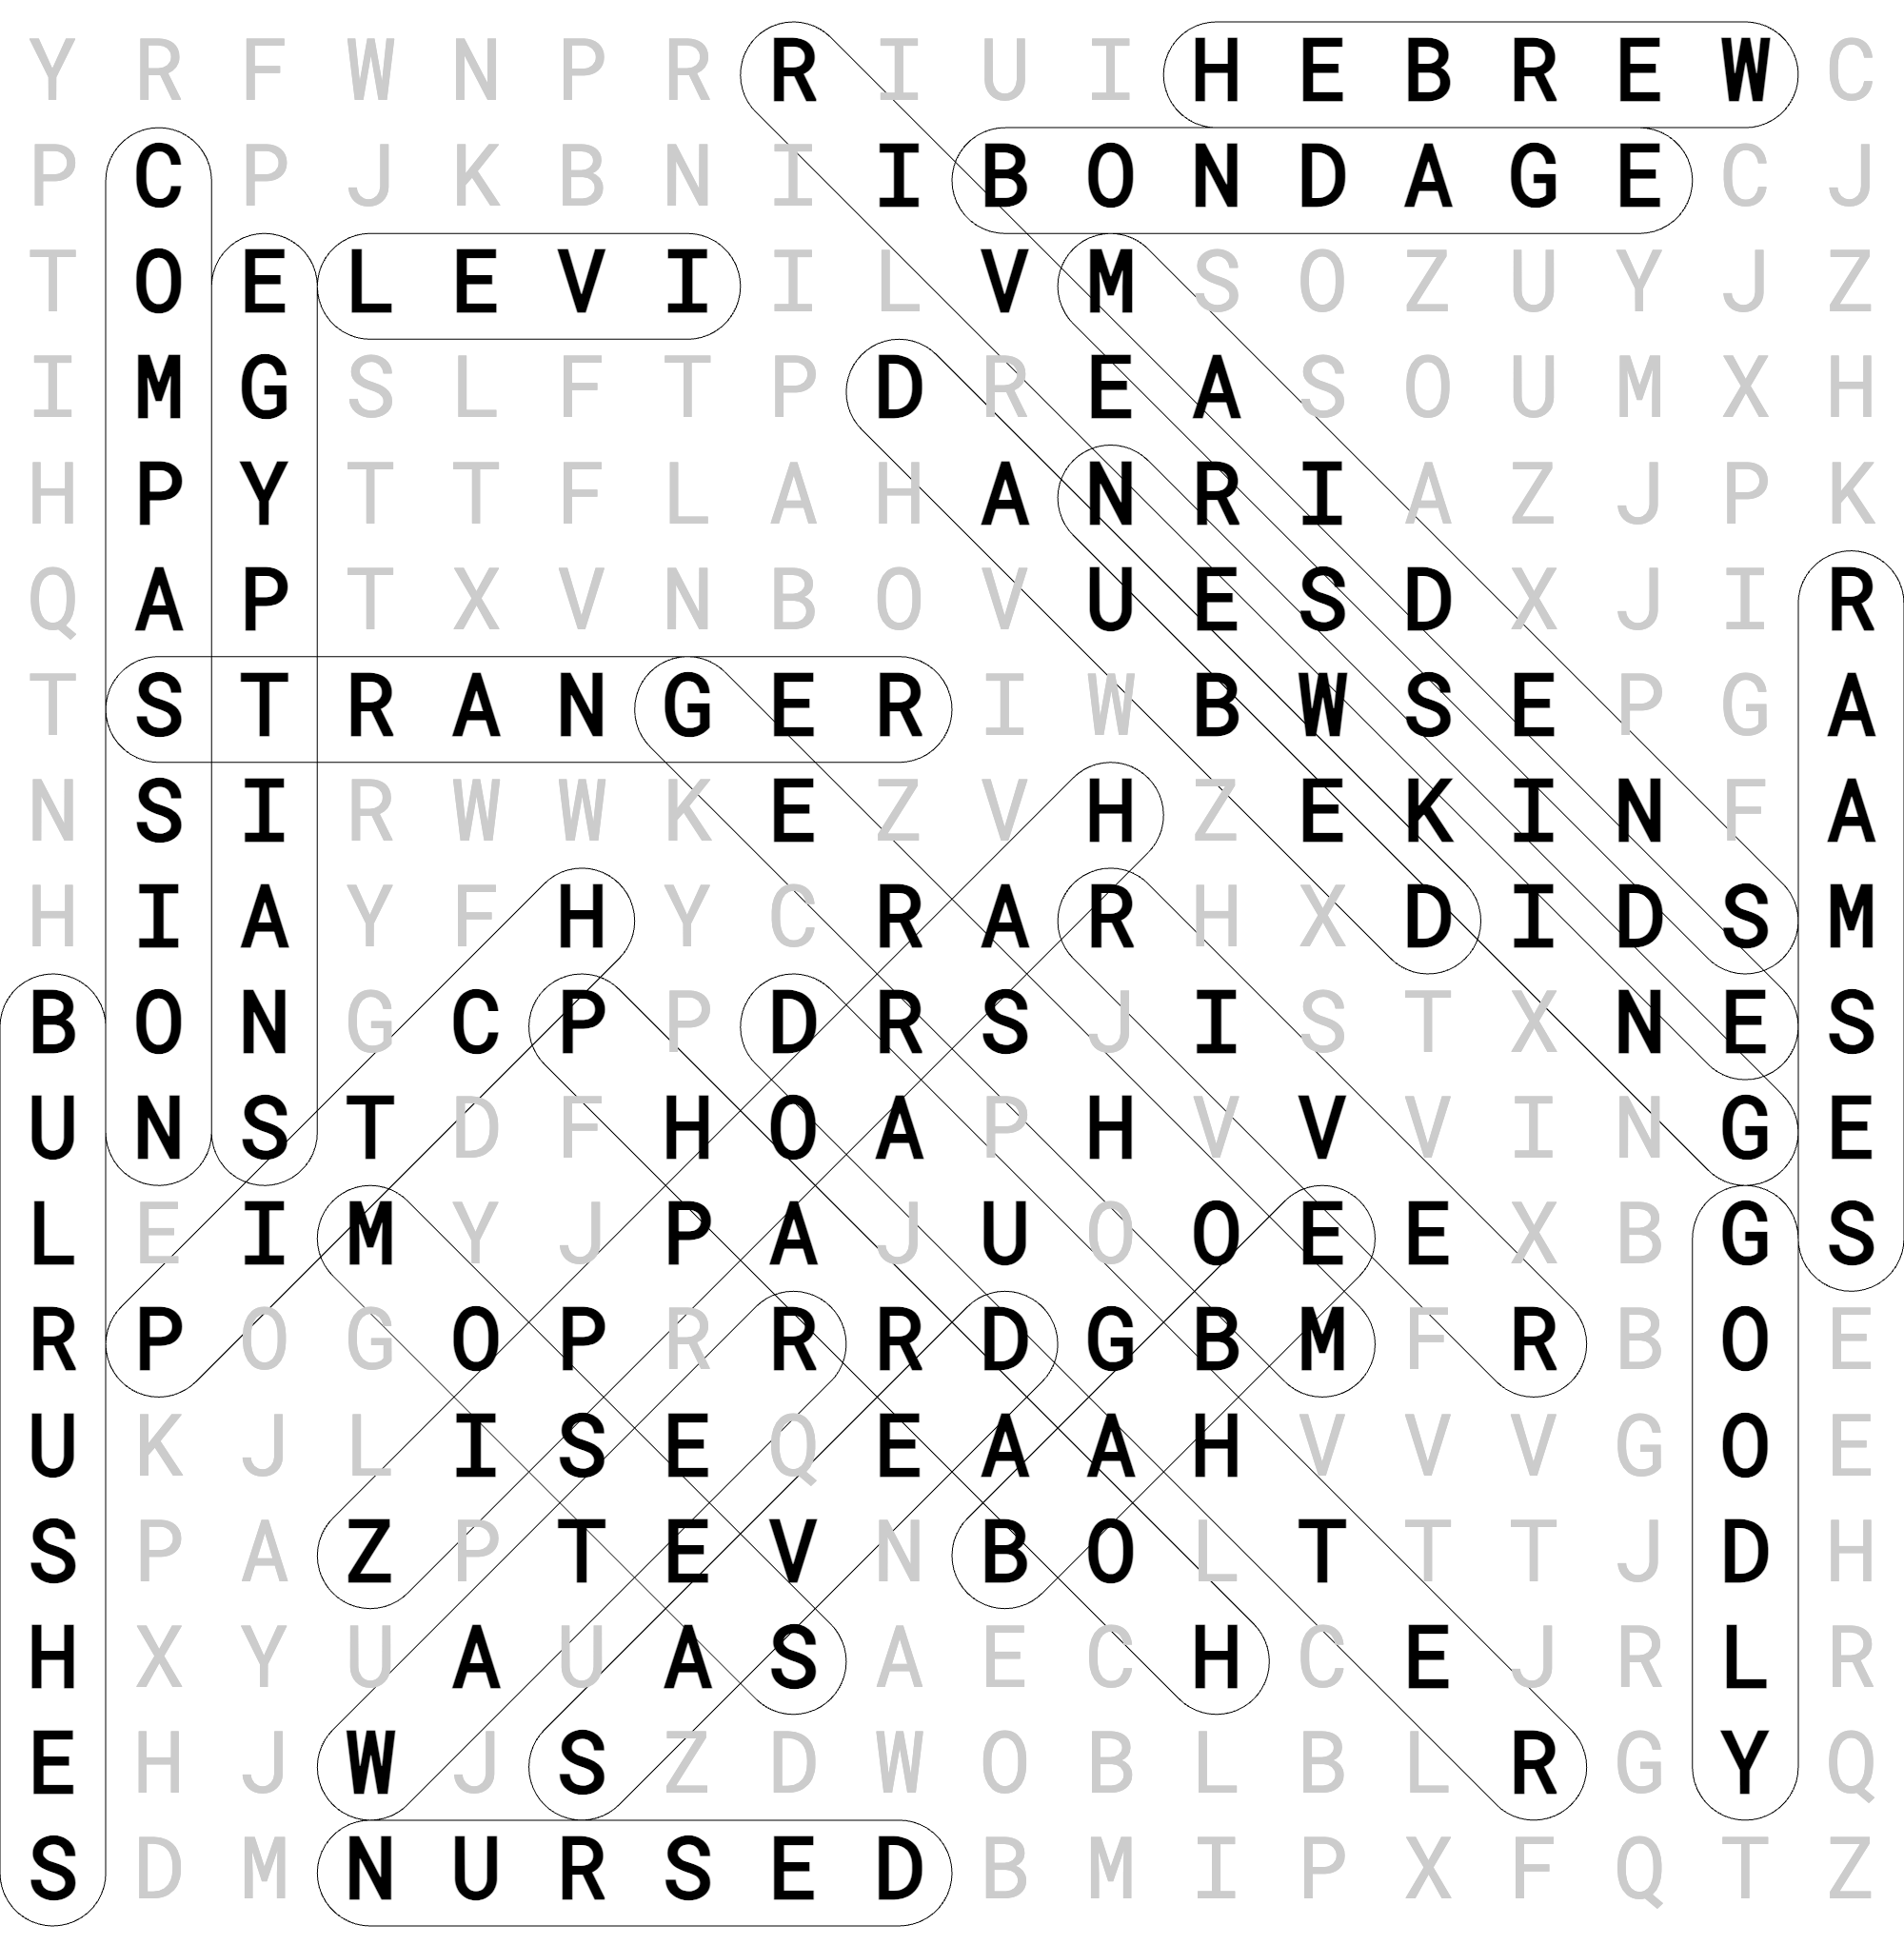 Y R F W N P R R I U I H E B R E W C
P C P J K B N I I B O N D A G E C J
T O E L E V I I L V M S O Z U Y J Z
I M G S L F T P D R E A S O U M X H
H P Y T T F L A H A N R I A Z J P K
Q A P T X V N B O V U E S D X J I R
T S T R A N G E R I W B W S E P G A
N S I R W W K E Z V H Z E K I N F A
H I A Y F H Y C R A R H X D I D S M
B O N G C P P D R S J I S T X N E S
U N S T D F H O A P H V V V I N G E
L E I M Y J P A J U O O E E X B G S
R P O G O P R R R D G B M F R B O E
U K J L I S E Q E A A H V V V G O E
S P A Z P T E V N B O L T T T J D H
H X Y U A U A S A E C H C E J R L R
E H J W J S Z D W O B L B L R G Y Q
S D M N U R S E D B M I P X F Q T Z